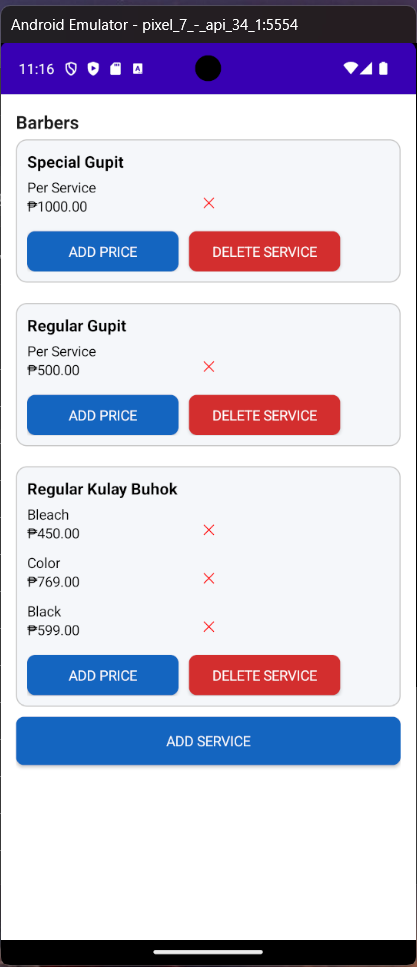 Android Emulator - pixel_7_-_api_34_1:5554
11:16
A
Barbers
Special Gupit
Per Service
₱1000.00
ADD PRICE
DELETE SERVICE
Regular Gupit
Per Service
₱500.00
ADD PRICE
DELETE SERVICE
Regular Kulay Buhok
Bleach
₱450.00
Color
₱769.00
Black
₱599.00
ADD PRICE
DELETE SERVICE
ADD SERVICE